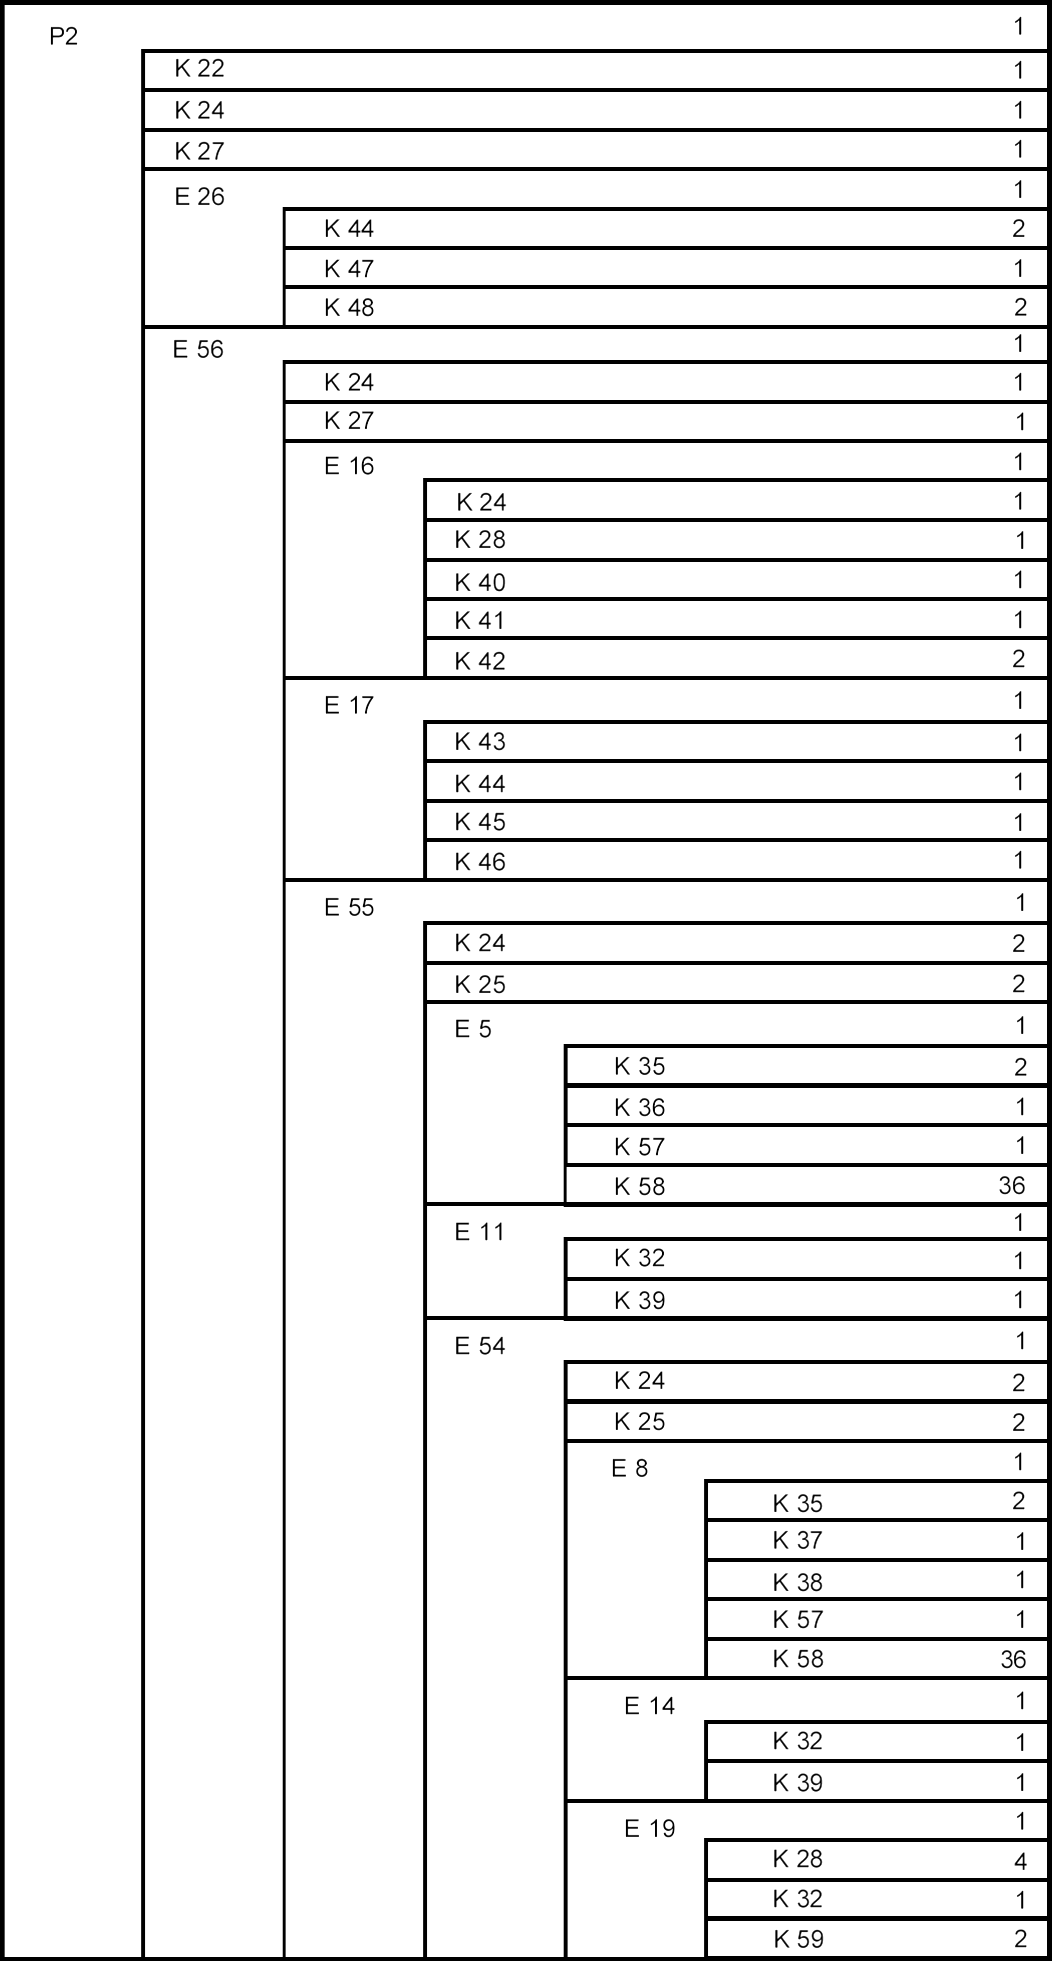 P2 1
K 22 1
K 24 1
K 27 1
E 26 1
K 44 2
K 47 1
K 48 2
E 56 1
K 24 1
K 27 1
E 16 1
K 24 1
K 28 1
K 40 1
K 41 1
K 42 2
E 17 1
K 43 1
K 44 1
K 45 1
K 46 1
E 55 1
K 24 2
K 25 2
E 5 1
K 35 2
K 36 1
K 57 1
K 58 36
E 11 1
K 32 1
K 39 1
E 54 1
K 24 2
K 25 2
E 8 1
K 35 2
K 37 1
K 38 1
K 57 1
K 58 36
E 14 1
K 32 1
K 39 1
E 19 1
K 28 4
K 32 1
K 59 2